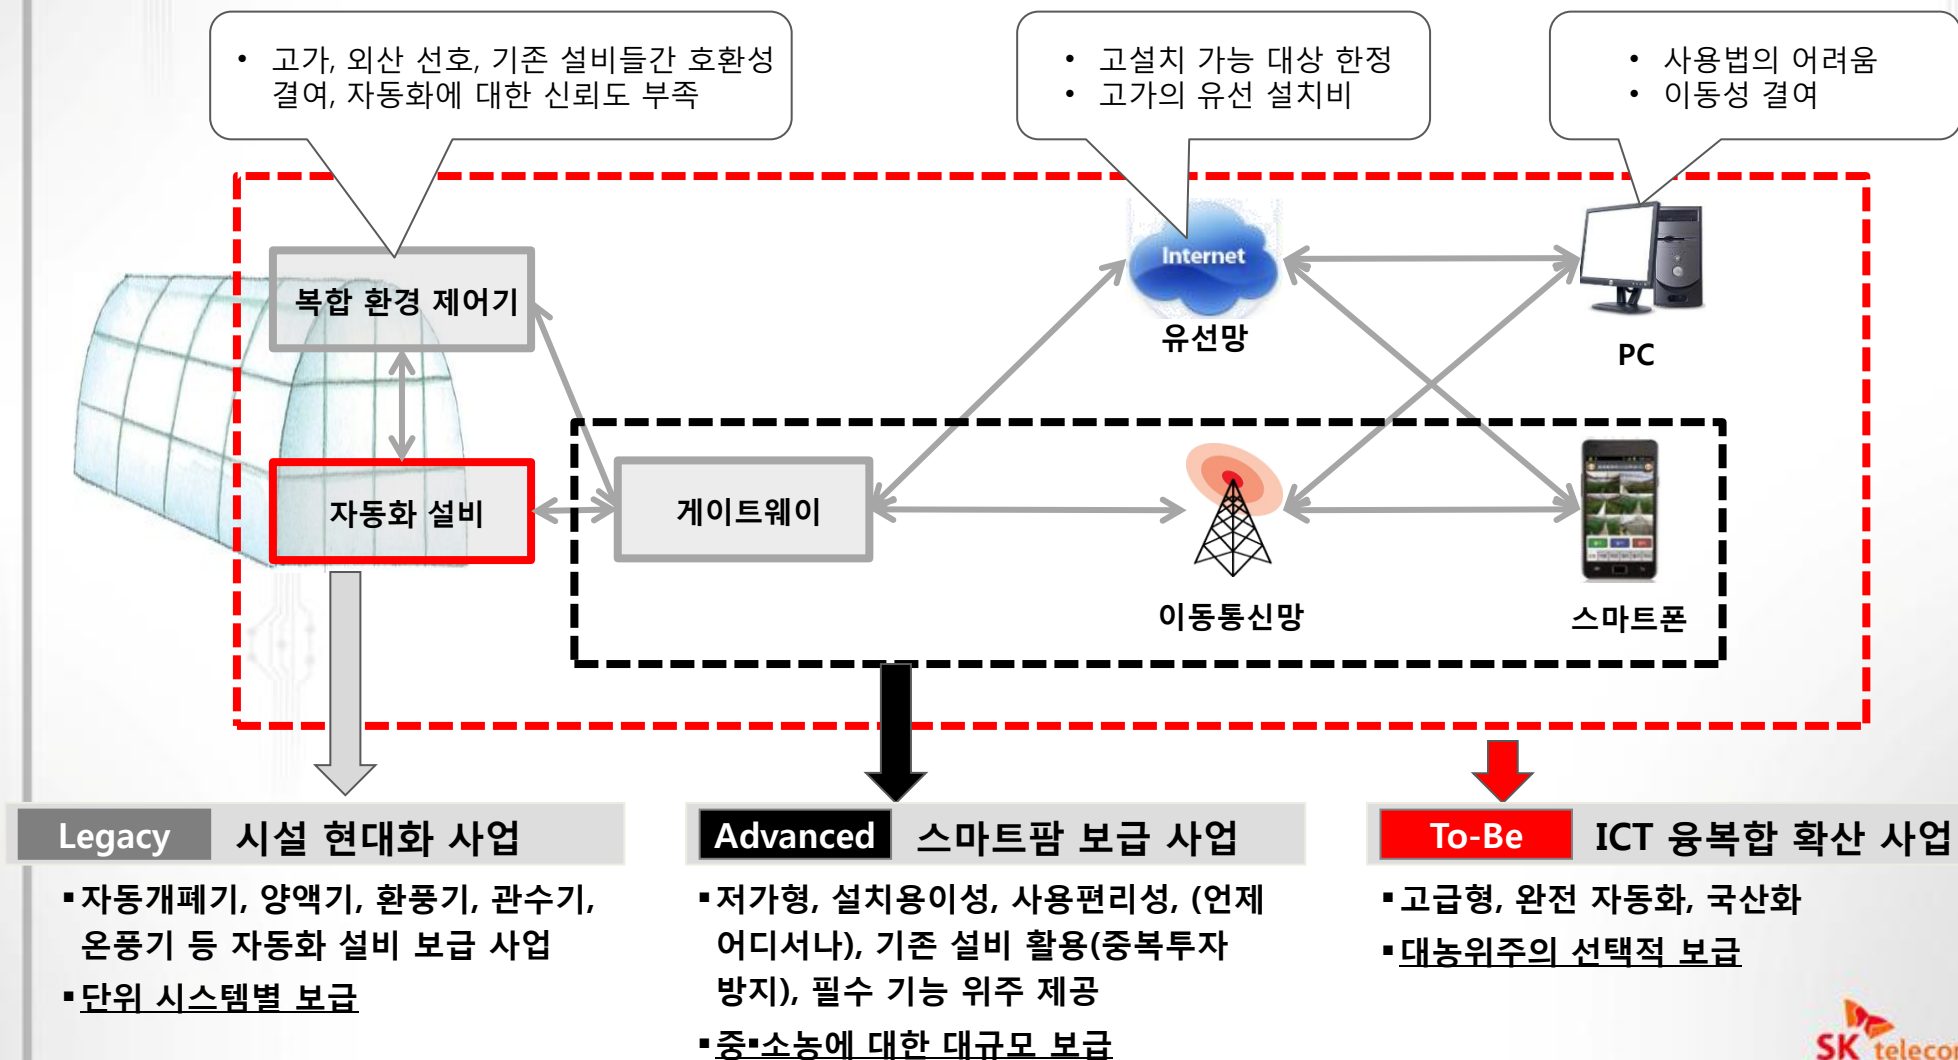 • 고가, 외산 선호, 기존 설비들간 호환성
결여, 자동화에 대한 신뢰도 부족
• 고설치 가능 대상 한정
• 고가의 유선 설치비
• 사용법의 어려움
• 이동성 결여
복합 환경 제어기
Internet
유선망
PC
자동화 설비
게이트웨이
이동통신망
스마트폰
Legacy 시설 현대화 사업
▪자동개폐기, 양액기, 환풍기, 관수기,
온풍기 등 자동화 설비 보급 사업
▪단위 시스템별 보급
Advanced 스마트팜 보급 사업
▪저가형, 설치용이성, 사용편리성, (언제
어디서나), 기존 설비 활용(중복투자
방지), 필수 기능 위주 제공
▪중▪소농에 대한 대규모 보급
To-Be ICT 융복합 확산 사업
▪고급형, 완전 자동화, 국산화
▪대농위주의 선택적 보급
SK telecom